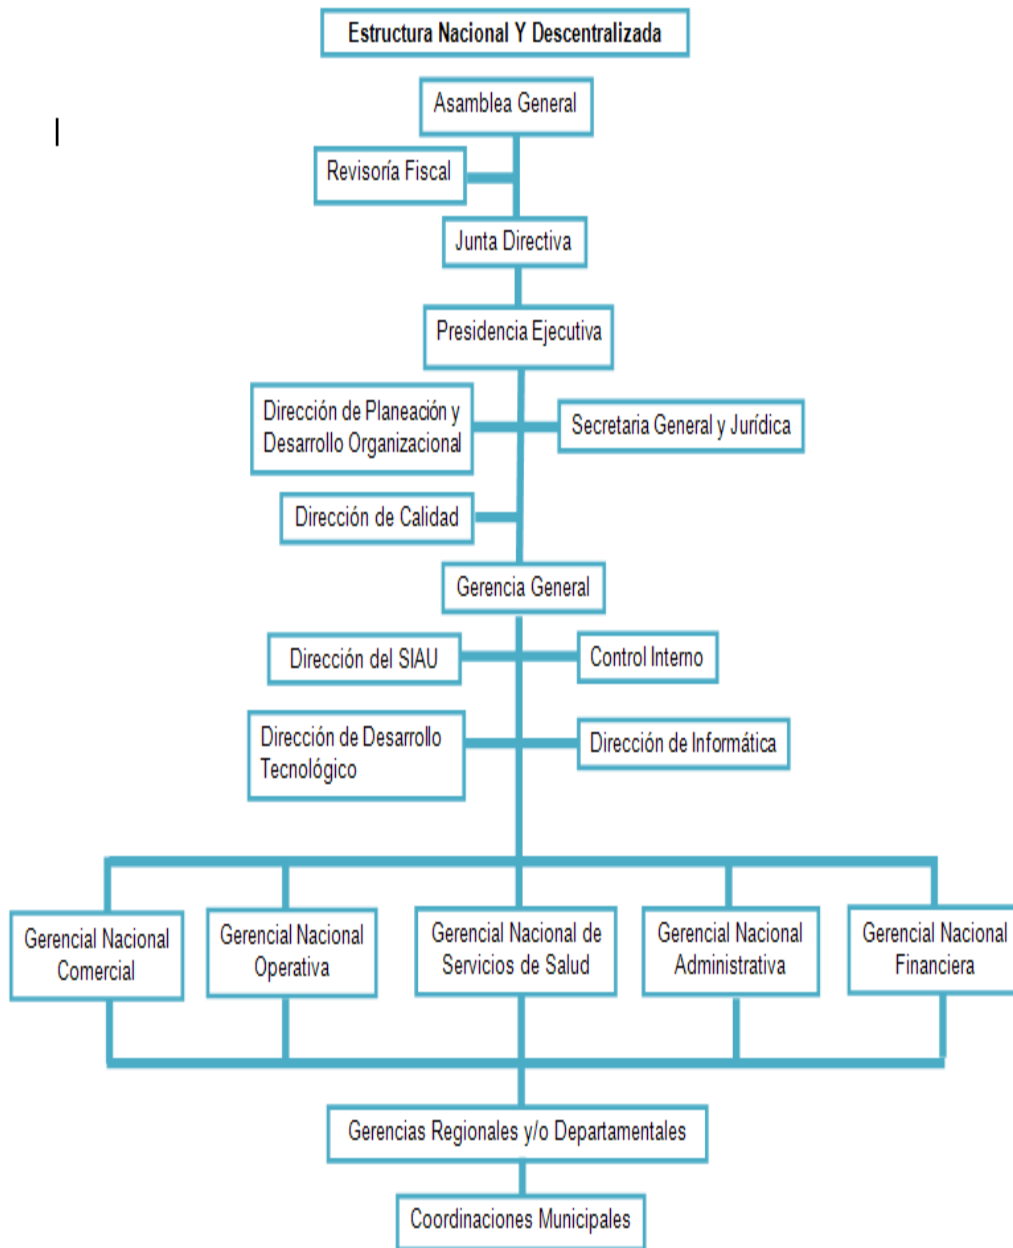 Estructura Nacional Y Descentralizada
Asamblea General
Revisoría Fiscal
Junta Directiva
Presidencia Ejecutiva
Dirección de Planeación y
Desarrollo Organizacional
Secretaria General y Jurídica
Dirección de Calidad
Gerencia General
Dirección del SIAU
Control Interno
Dirección de Desarrollo
Tecnológico
Dirección de Informática
Gerencial Nacional
Comercial
Gerencial Nacional
Operativa
Gerencial Nacional de
Servicios de Salud
Gerencial Nacional
Administrativa
Gerencial Nacional
Financiera
Gerencias Regionales y/o Departamentales
Coordinaciones Municipales